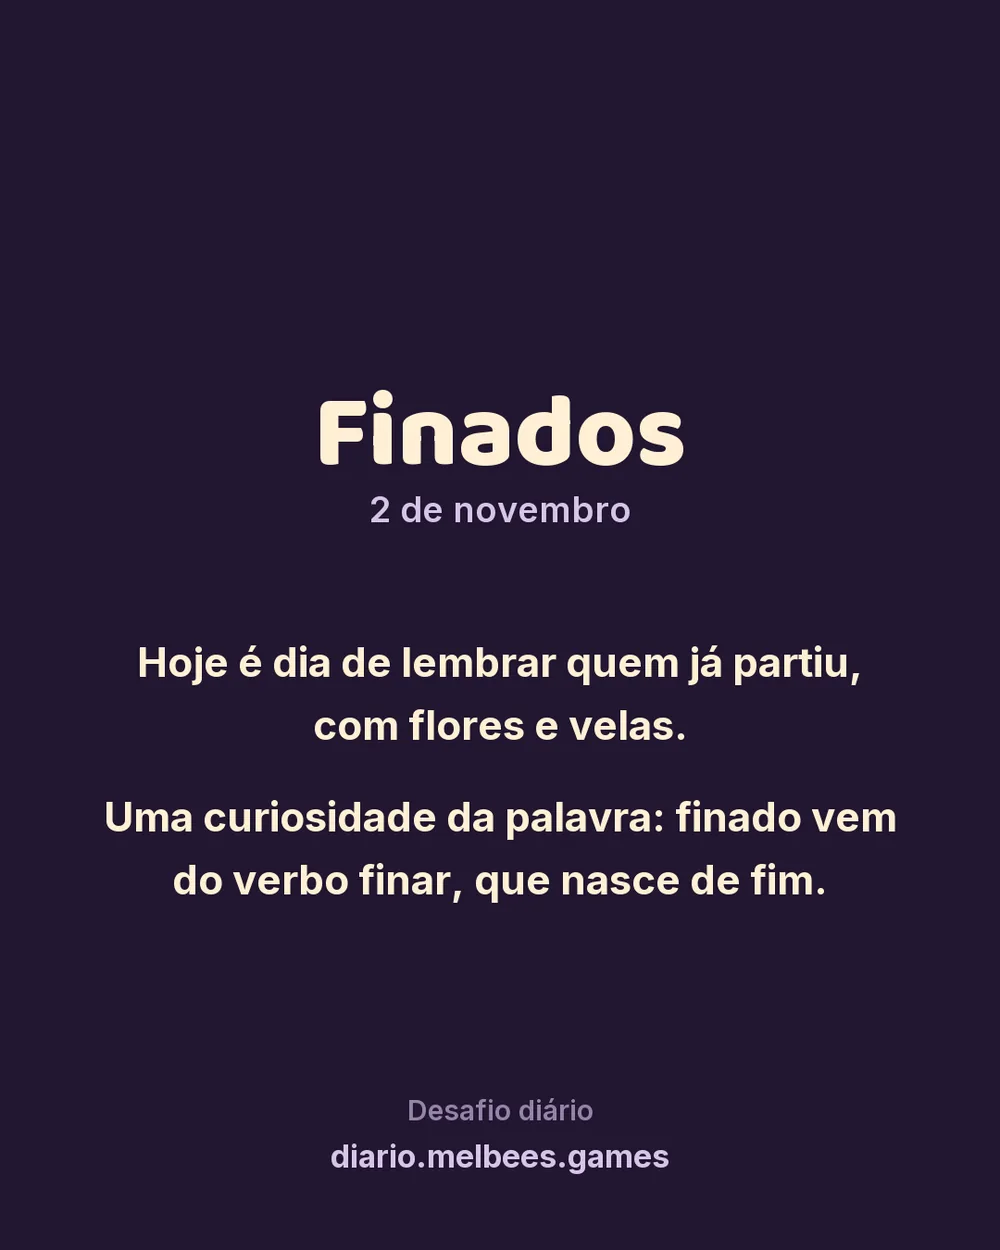 Finados
2 de novembro
Hoje é dia de lembrar quem já partiu,
com flores e velas.
Uma curiosidade da palavra: finado vem
do verbo finar, que nasce de fim.
Desafio diário
diario.melbees.games